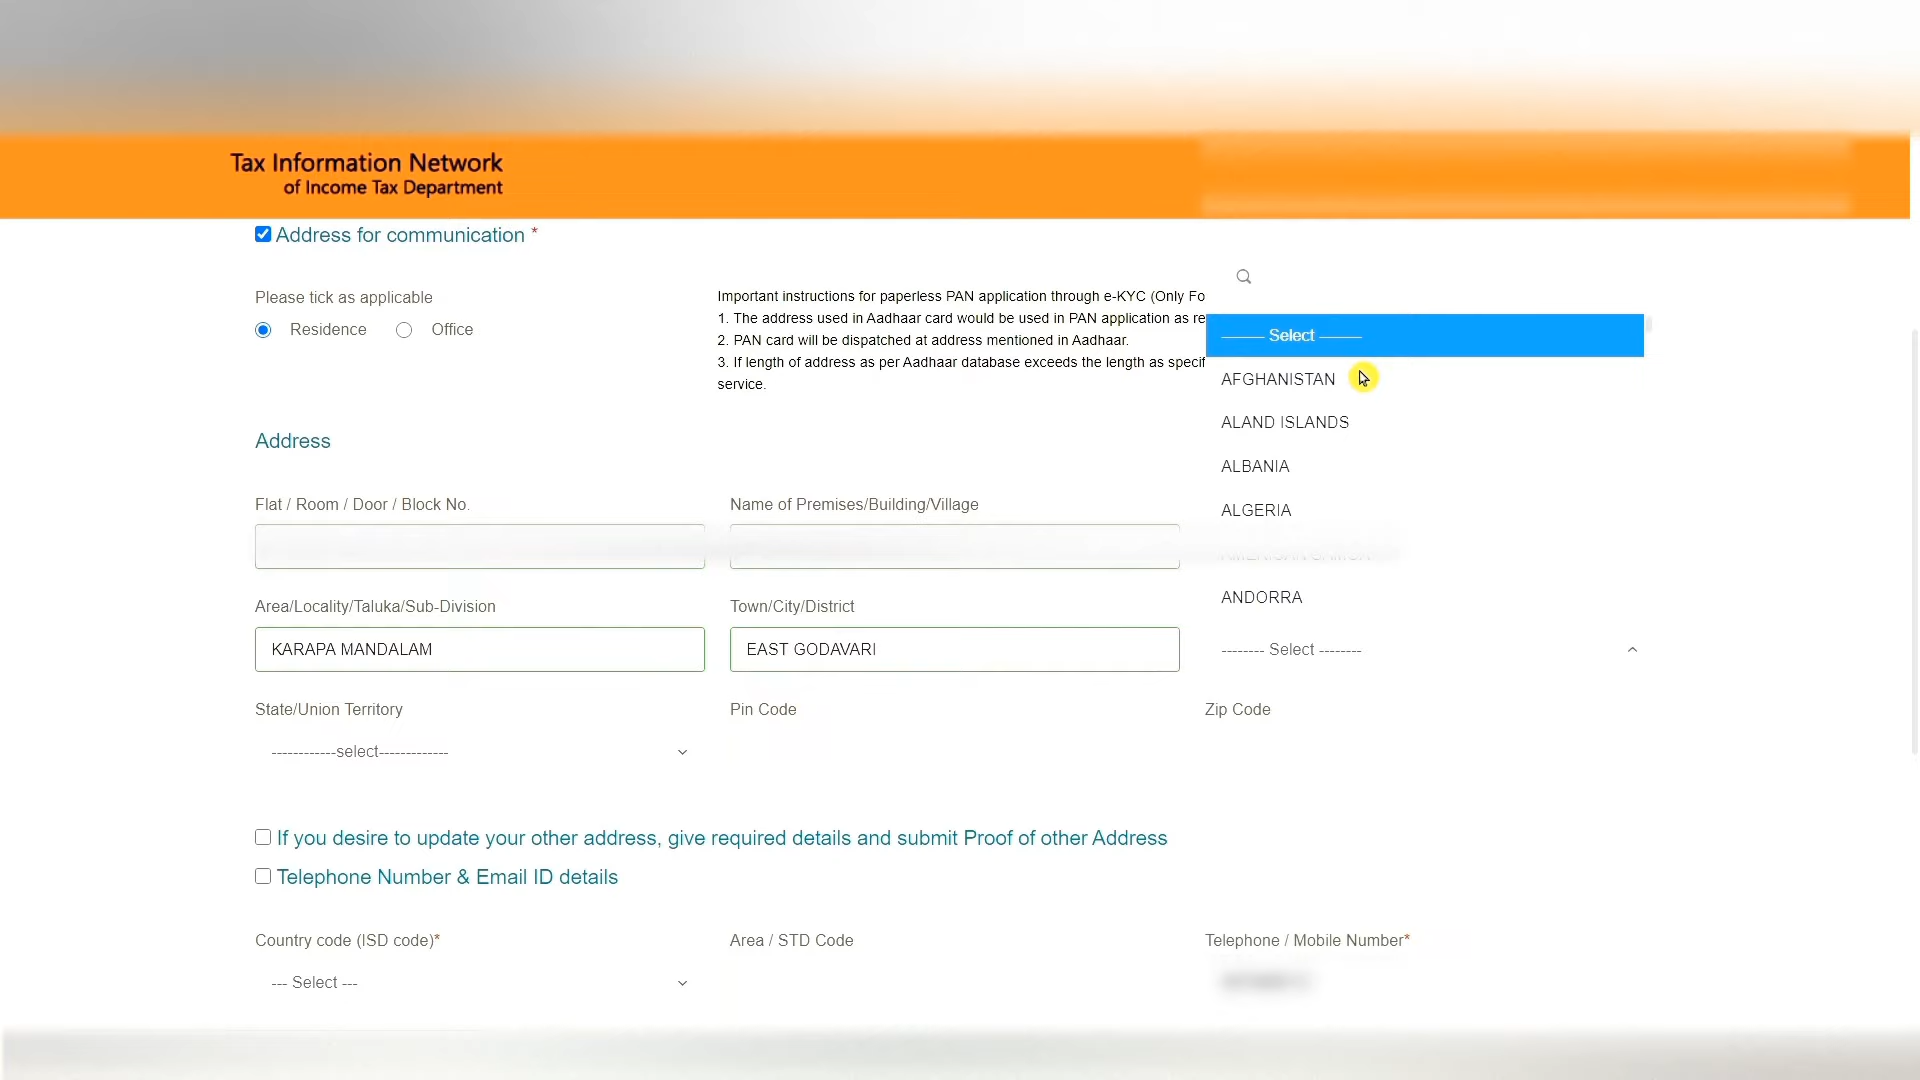 Tax Information Network
of Income Tax Department
Address for communication *
Please tick as applicable
Residence
Office
Important instructions for paperless PAN application through e-KYC (Only Fo
1. The address used in Aadhaar card would be used in PAN application as re
2. PAN card will be dispatched at address mentioned in Aadhaar.
3. If length of address as per Aadhaar database exceeds the length as specif
service.
-------- Select --------
AFGHANISTAN
ALAND ISLANDS
ALBANIA
ALGERIA
ANDORRA
Address
Flat / Room / Door / Block No.
Name of Premises/Building/Village
Area/Locality/Taluka/Sub-Division
Town/City/District
KARAPA MANDALAM
EAST GODAVARI
-------- Select --------
State/Union Territory
Pin Code
Zip Code
------------select-------------
If you desire to update your other address, give required details and submit Proof of other Address
Telephone Number & Email ID details
Country code (ISD code)*
Area / STD Code
Telephone / Mobile Number*
--- Select ---